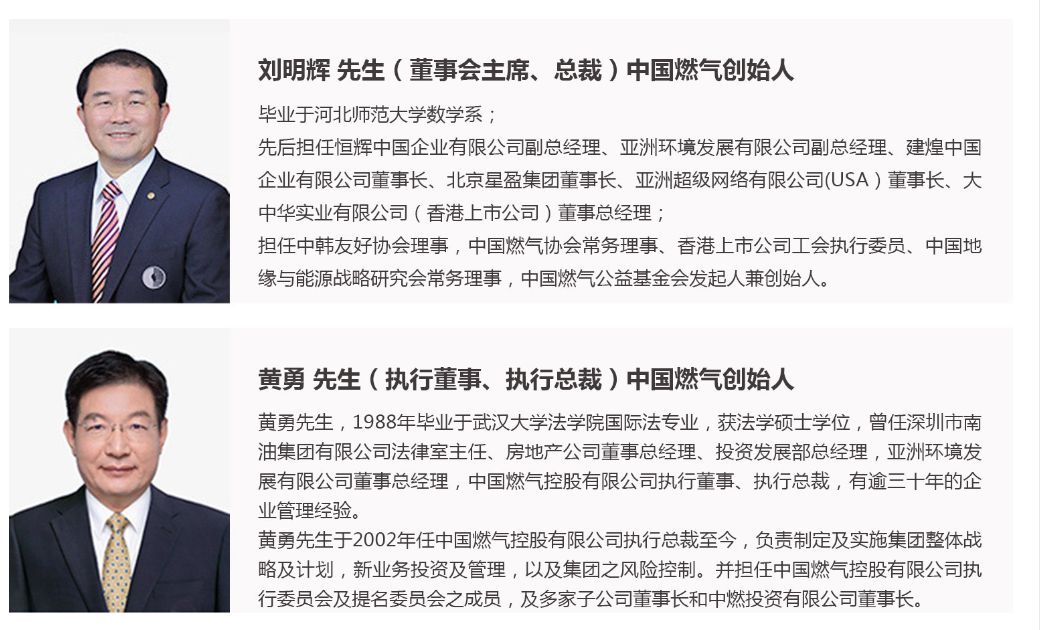 刘明辉 先生（董事会主席、总裁）中国燃气创始人
毕业于河北师范大学数学系；
先后担任恒辉中国企业有限公司副总经理、亚洲环境发展有限公司副总经理、建煌中国
企业有限公司董事长、北京星盈集团董事长、亚洲超级网络有限公司(USA）董事长、大
中华实业有限公司（香港上市公司）董事总经理；
担任中韩友好协会理事，中国燃气协会常务理事、香港上市公司工会执行委员、中国地
缘与能源战略研究会常务理事，中国燃气公益基金会发起人兼创始人。
黄勇 先生（执行董事、执行总裁）中国燃气创始人
黄勇先生，1988年毕业于武汉大学法学院国际法专业，获法学硕士学位，曾任深圳市南
油集团有限公司法律室主任、房地产公司董事总经理、投资发展部总经理，亚洲环境发
展有限公司董事总经理，中国燃气控股有限公司执行董事、执行总裁，有逾三十年的企
业管理经验。
黄勇先生于2002年任中国燃气控股有限公司执行总裁至今，负责制定及实施集团整体战
略及计划，新业务投资及管理，以及集团之风险控制。并担任中国燃气控股有限公司执
行委员会及提名委员会之成员，及多家子公司董事长和中燃投资有限公司董事长。